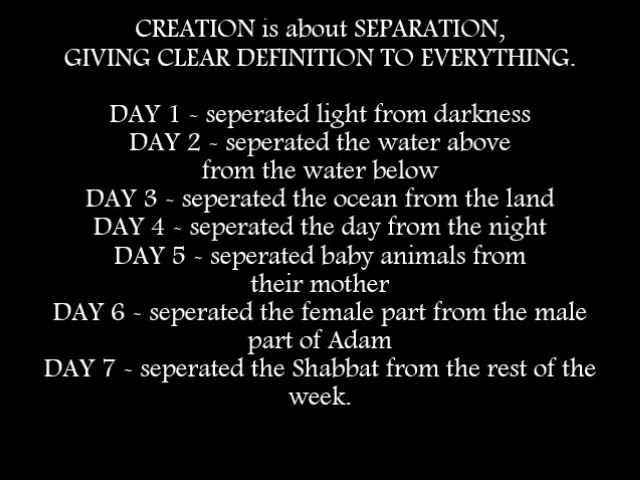 CREATION is about SEPARATION,
GIVING CLEAR DEFINITION TO EVERYTHING.
DAY 1 - seperated light from darkness
DAY 2 - seperated the water above
from the water below
DAY 3 - seperated the ocean from the land
DAY 4 - seperated the day from the night
DAY 5 - seperated baby animals from
their mother
DAY 6 - seperated the female part from the male
part of Adam
DAY 7 - seperated the Shabbat from the rest of the
week.